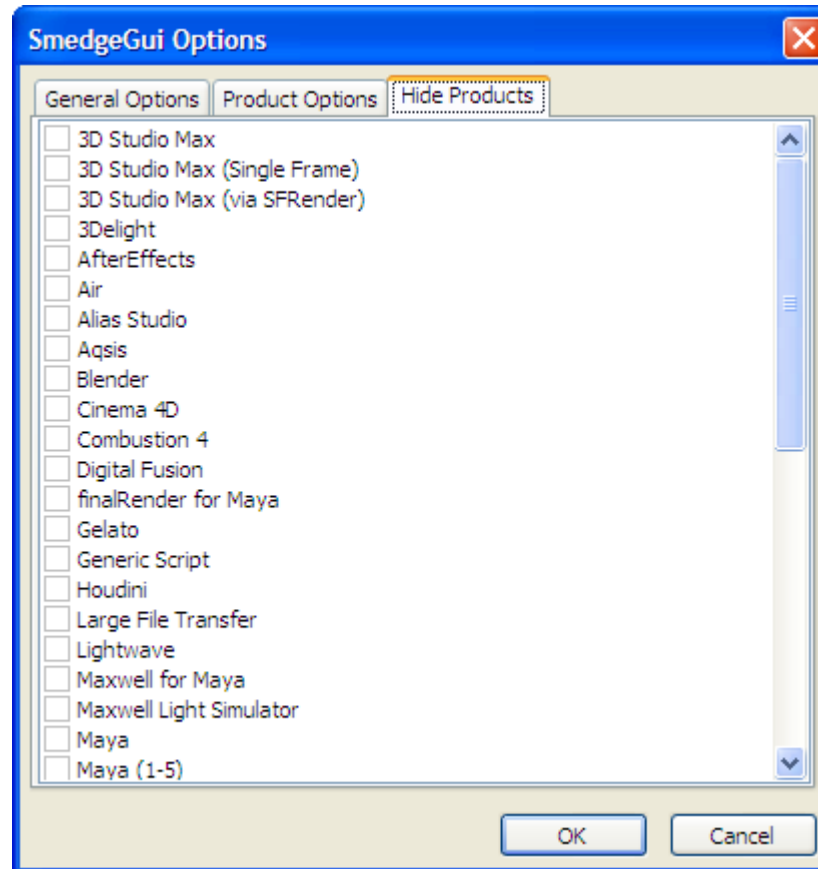 SmedgeGui Options
General Options Product Options Hide Products
3D Studio Max
3D Studio Max (Single Frame)
3D Studio Max (via SFRender)
3Delight
AfterEffects
Air
Alias Studio
Aqsis
Blender
Cinema 4D
Combustion 4
Digital Fusion
finalRender for Maya
Gelato
Generic Script
Houdini
Large File Transfer
Lightwave
Maxwell for Maya
Maxwell Light Simulator
Maya
Maya (1-5)
OK Cancel